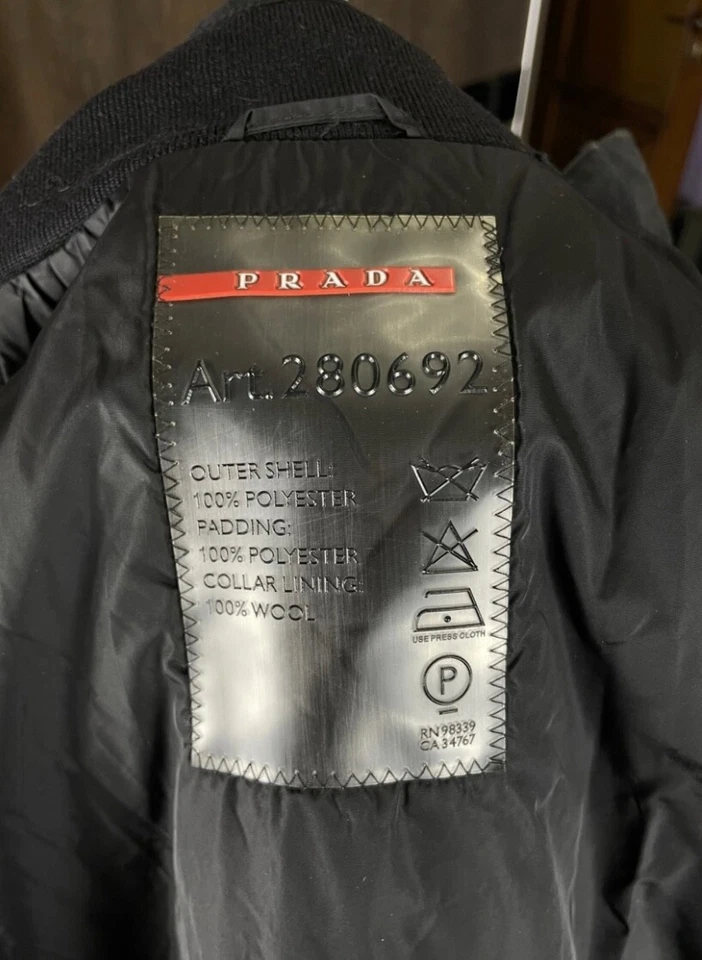 PRADA
Art.280692
OUTER SHELL:
100% POLYESTER
PADDING:
100% POLYESTER
COLLAR LINING:
100% WOOL
USE PRESS CLOTH
P
RN 98339
CA 34767